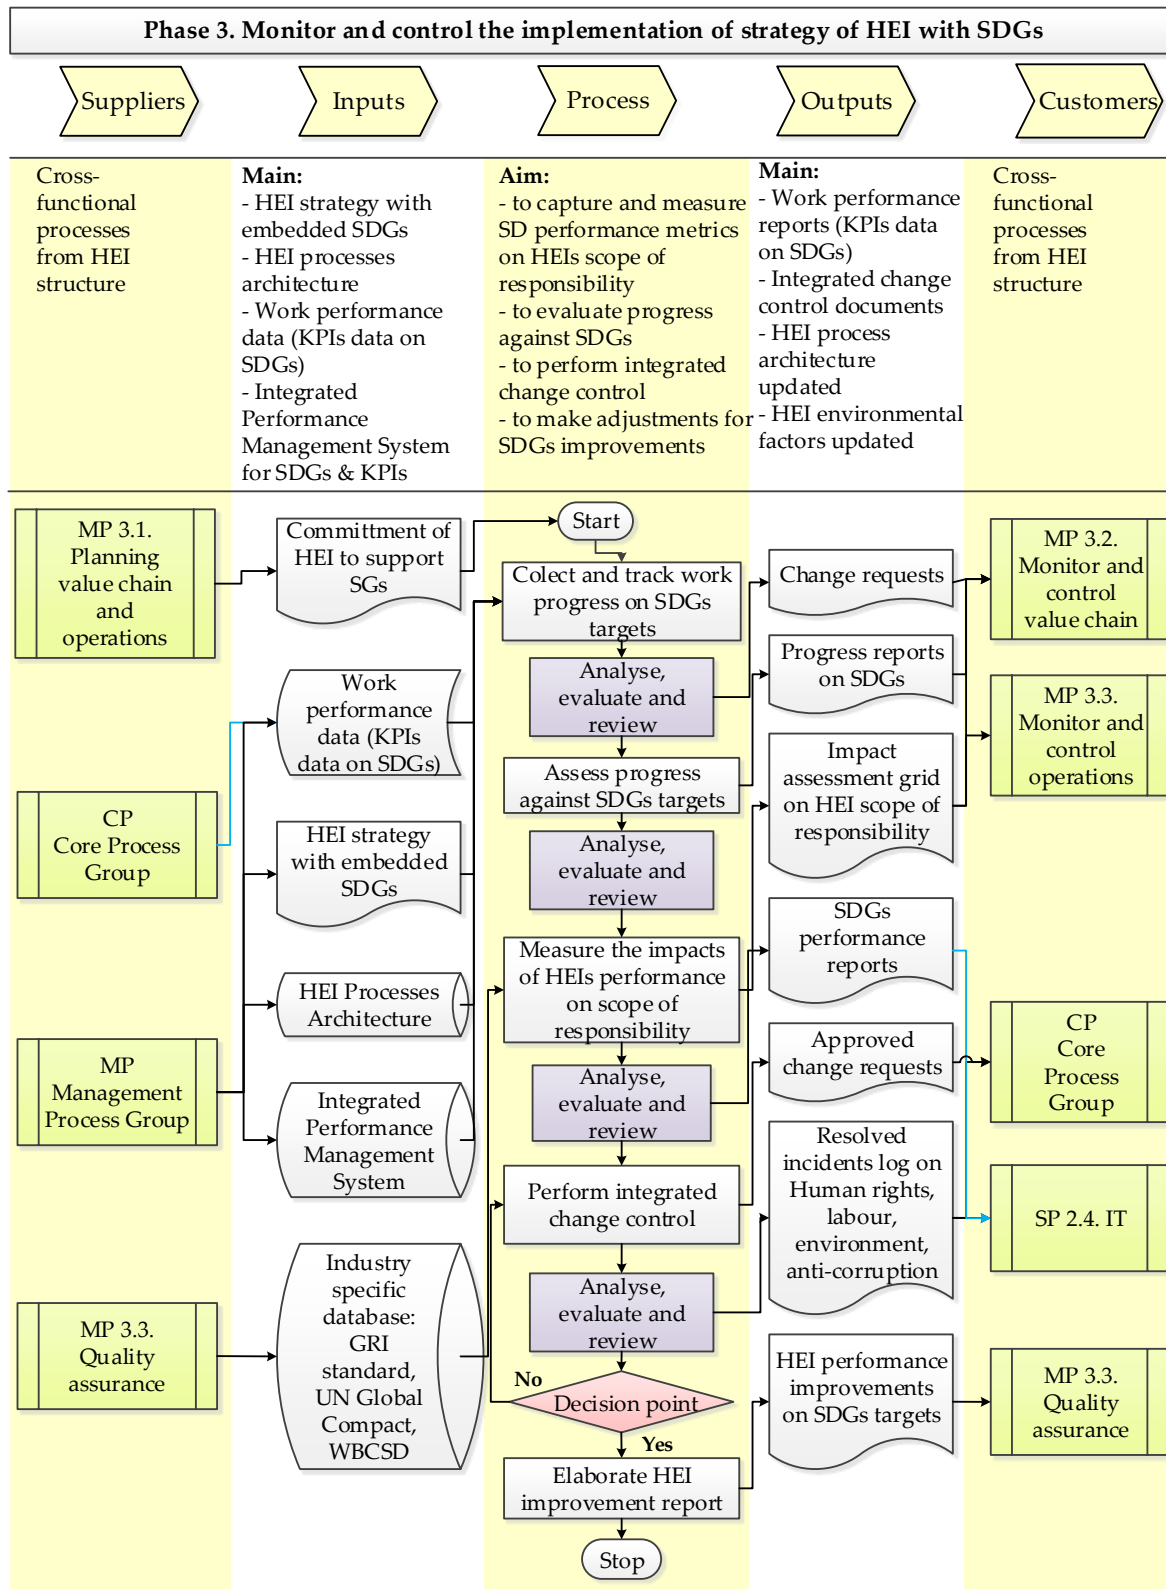 Phase 3. Monitor and control the implementation of strategy of HEI with SDGs
Suppliers
Inputs
Process
Outputs
Customers
Cross-
functional
processes
from HEI
structure
Main:
- HEI strategy with
embedded SDGs
- HEI processes
architecture
- Work performance
data (KPIs data on
SDGs)
- Integrated
Performance
Management System
for SDGs & KPIs
Aim:
- to capture and measure
SD performance metrics
on HEIs scope of
responsibility
- to evaluate progress
against SDGs
- to perform integrated
change control
- to make adjustments for
SDGs improvements
Main:
- Work performance
reports (KPIs data
on SDGs)
- Integrated change
control documents
- HEI process
architecture
updated
- HEI environmental
factors updated
Cross-
functional
processes
from HEI
structure
MP 3.1.
Planning
value chain
and
operations
CP
Core Process
Group
MP
Management
Process Group
MP 3.3.
Quality
assurance
Committment of
HEI to support
SGs
Work
performance
data (KPIs
data on SDGs)
HEI strategy
with embedded
SDGs
HEI Processes
Architecture
Integrated
Performance
Management
System
Industry
specific
database:
GRI
standard,
UN Global
Compact,
WBCSD
Start
Colect and track work
progress on SDGs
targets
Analyse,
evaluate and
review
Assess progress
against SDGs targets
Analyse,
evaluate and
review
Measure the impacts
of HEIs performance
on scope of
responsibility
Analyse,
evaluate and
review
Perform integrated
change control
Analyse,
evaluate and
review
No
Decision point
Yes
Elaborate HEI
improvement report
Stop
Change requests
Progress reports
on SDGs
Impact
assessment grid
on HEI scope of
responsibility
SDGs
performance
reports
Approved
change requests
Resolved
incidents log on
Human rights,
labour,
environment,
anti-corruption
HEI performance
improvements
on SDGs targets
MP 3.2.
Monitor and
control
value chain
MP 3.3.
Monitor and
control
operations
CP
Core
Process
Group
SP 2.4. IT
MP 3.3.
Quality
assurance